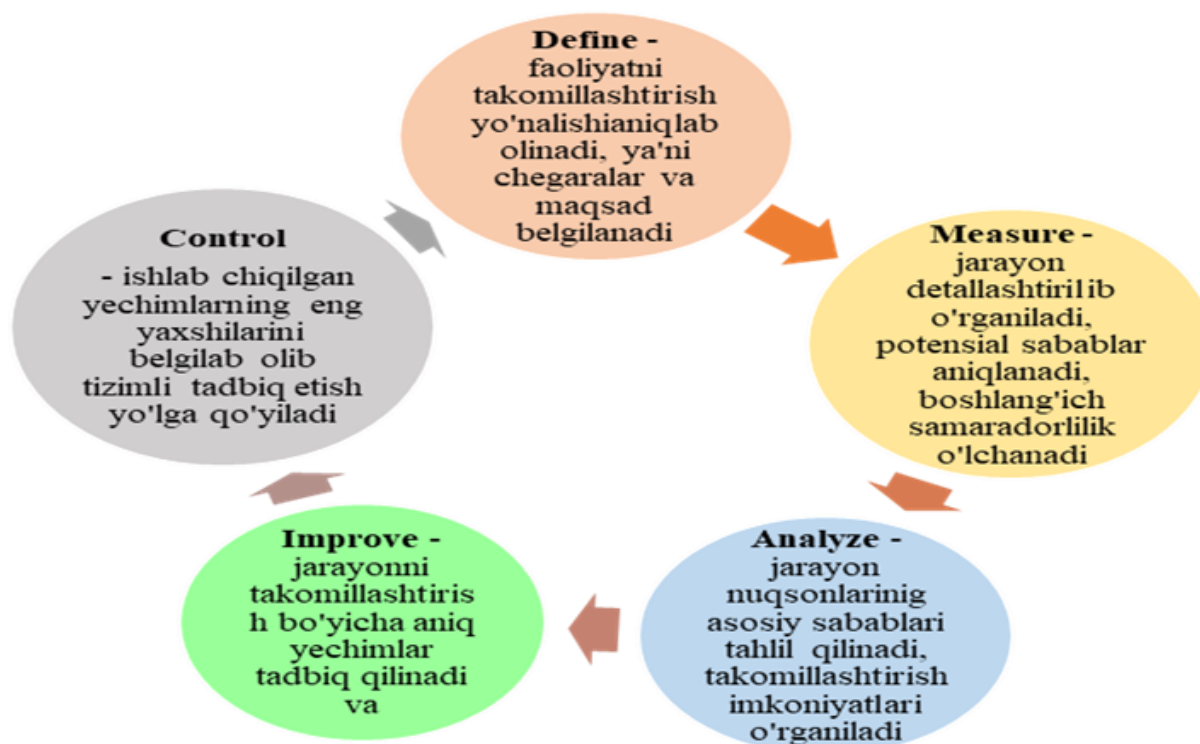 Define -
faoliyatni
takomillashtirish
yo'nalishianiqlab
olinadi, ya'ni
chegaralar va
maqsad
belgilanadi
Measure -
jarayon
detallashtirilib
o'rganiladi,
potensial sabablar
aniqlanadi,
boshlang'ich
samaradorlilik
o'lchanadi
Analyze -
jarayon
nuqsonlarinig
asosiy sabablari
tahlil qilinadi,
takomillashtirish
imkoniyatlari
o'rganiladi
Improve -
jarayonni
takomillashtiris
h bo'yicha aniq
yechimlar
tadbiq qilinadi
va
Control
- ishlab chiqilgan
yechimlarning eng
yaxshilarini
belgilab olib
tizimli tadbiq etish
yo'lga qo'yiladi